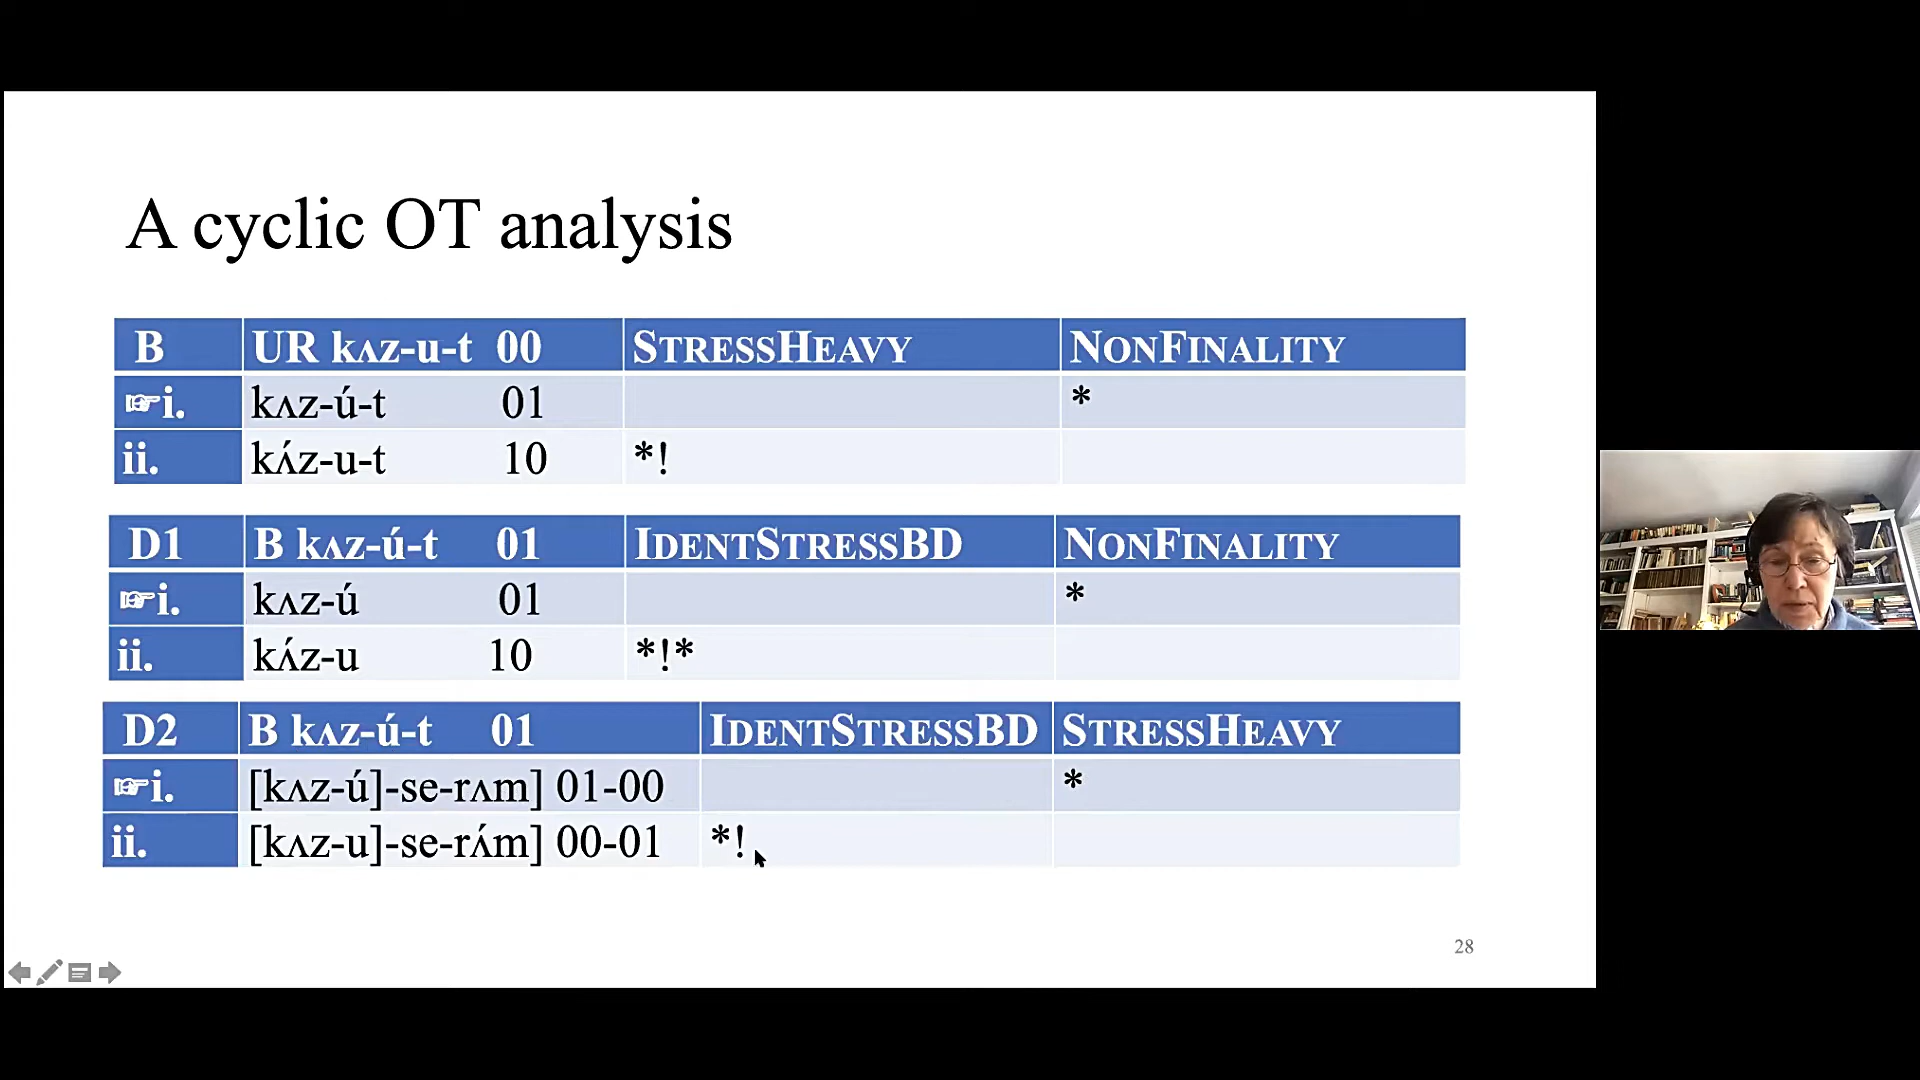 A cyclic OT analysis
B UR kʌz-u-t 00 STRESSHEAVY NONFINALITY
☞i. kʌz-ú-t 01 *
ii. kʌ́z-u-t 10 *!
D1 B kʌz-ú-t 01 IDENTSTRESSBD NONFINALITY
☞i. kʌz-ú 01 *
ii. kʌ́z-u 10 *!*
D2 B kʌz-ú-t 01 IDENTSTRESSBD STRESSHEAVY
☞i. [kʌz-ú]-se-rʌm] 01-00 *
ii. [kʌz-u]-se-rʌ́m] 00-01 *!
28